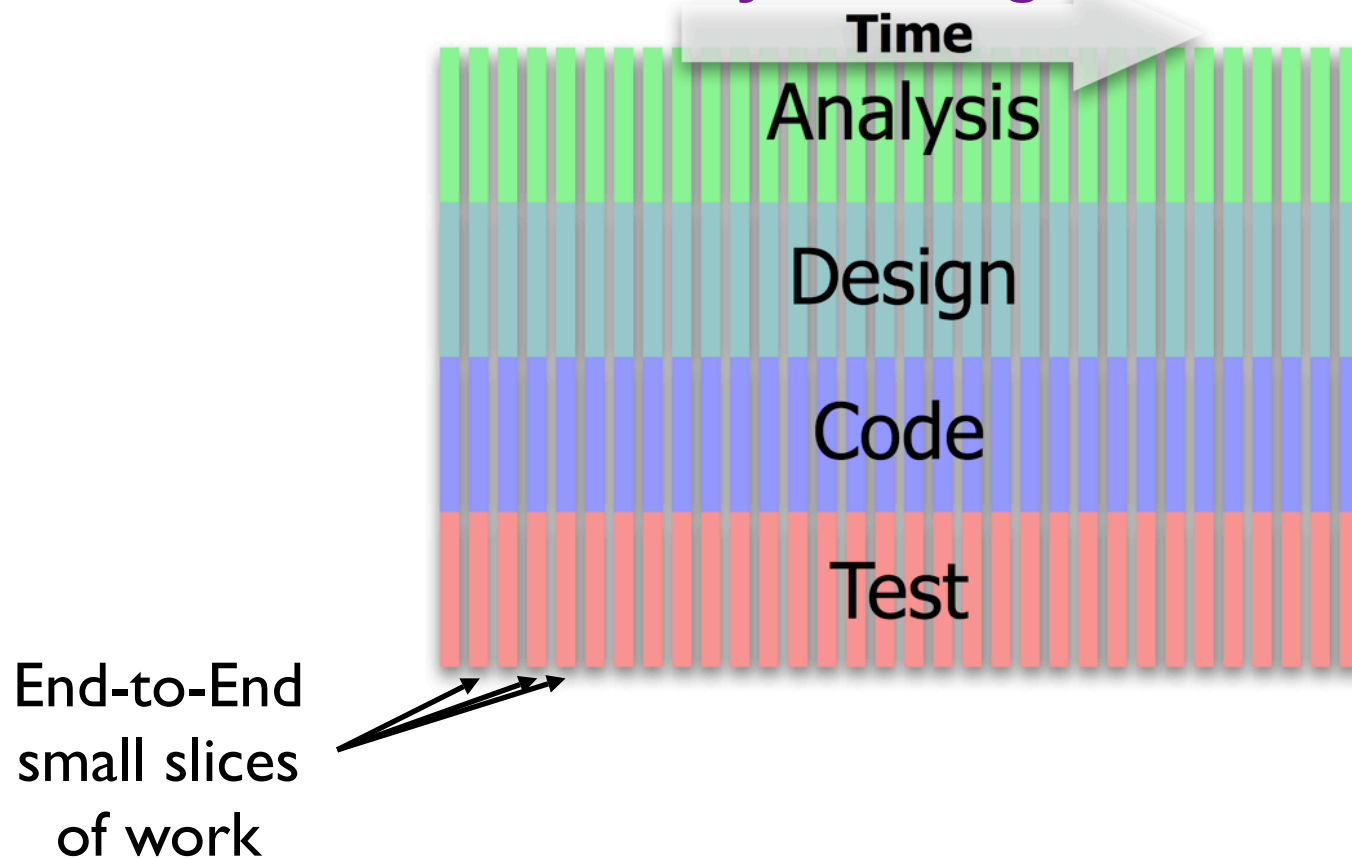 Time
Analysis
Design
Code
Test
End-to-End
small slices
of work